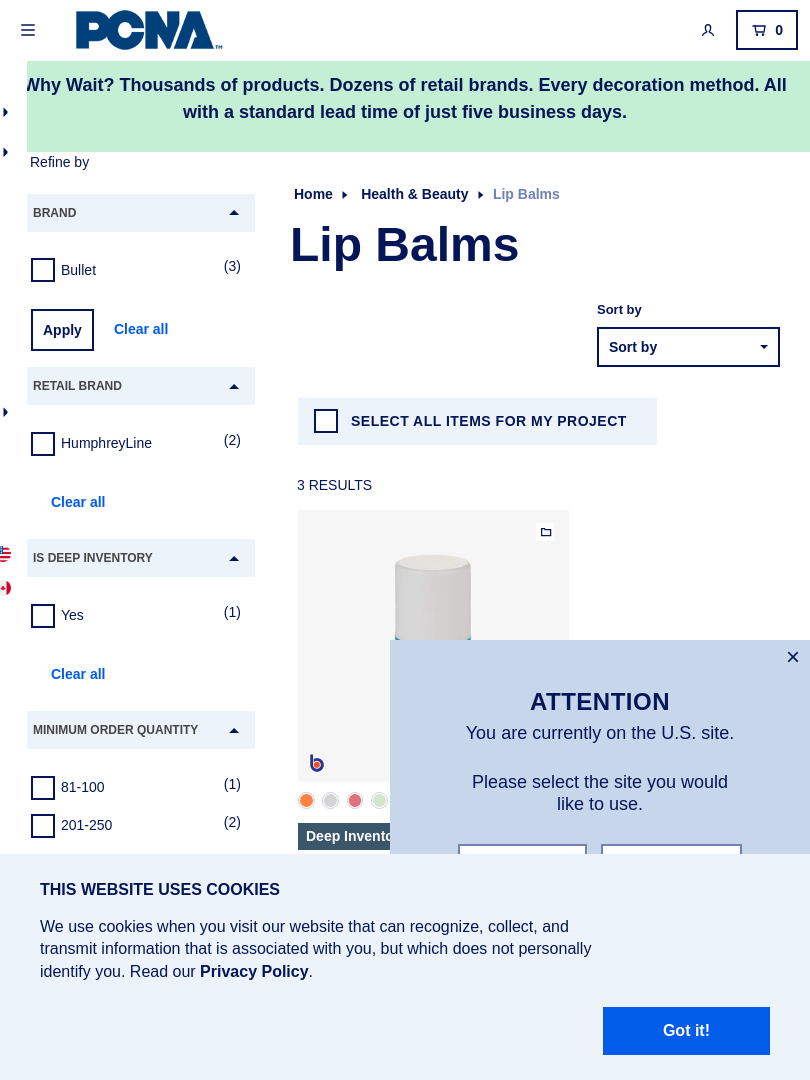 PCNA™
0
Why Wait? Thousands of products. Dozens of retail brands. Every decoration method. All
with a standard lead time of just five business days.
Refine by
BRAND
Bullet (3)
Apply Clear all
RETAIL BRAND
HumphreyLine (2)
Clear all
IS DEEP INVENTORY
Yes (1)
Clear all
MINIMUM ORDER QUANTITY
81-100 (1)
201-250 (2)
Home Health & Beauty Lip Balms
Lip Balms
Sort by
Sort by
SELECT ALL ITEMS FOR MY PROJECT
3 RESULTS
b
Deep Invento
ATTENTION
You are currently on the U.S. site.
Please select the site you would
like to use.
THIS WEBSITE USES COOKIES
We use cookies when you visit our website that can recognize, collect, and
transmit information that is associated with you, but which does not personally
identify you. Read our Privacy Policy.
Got it!